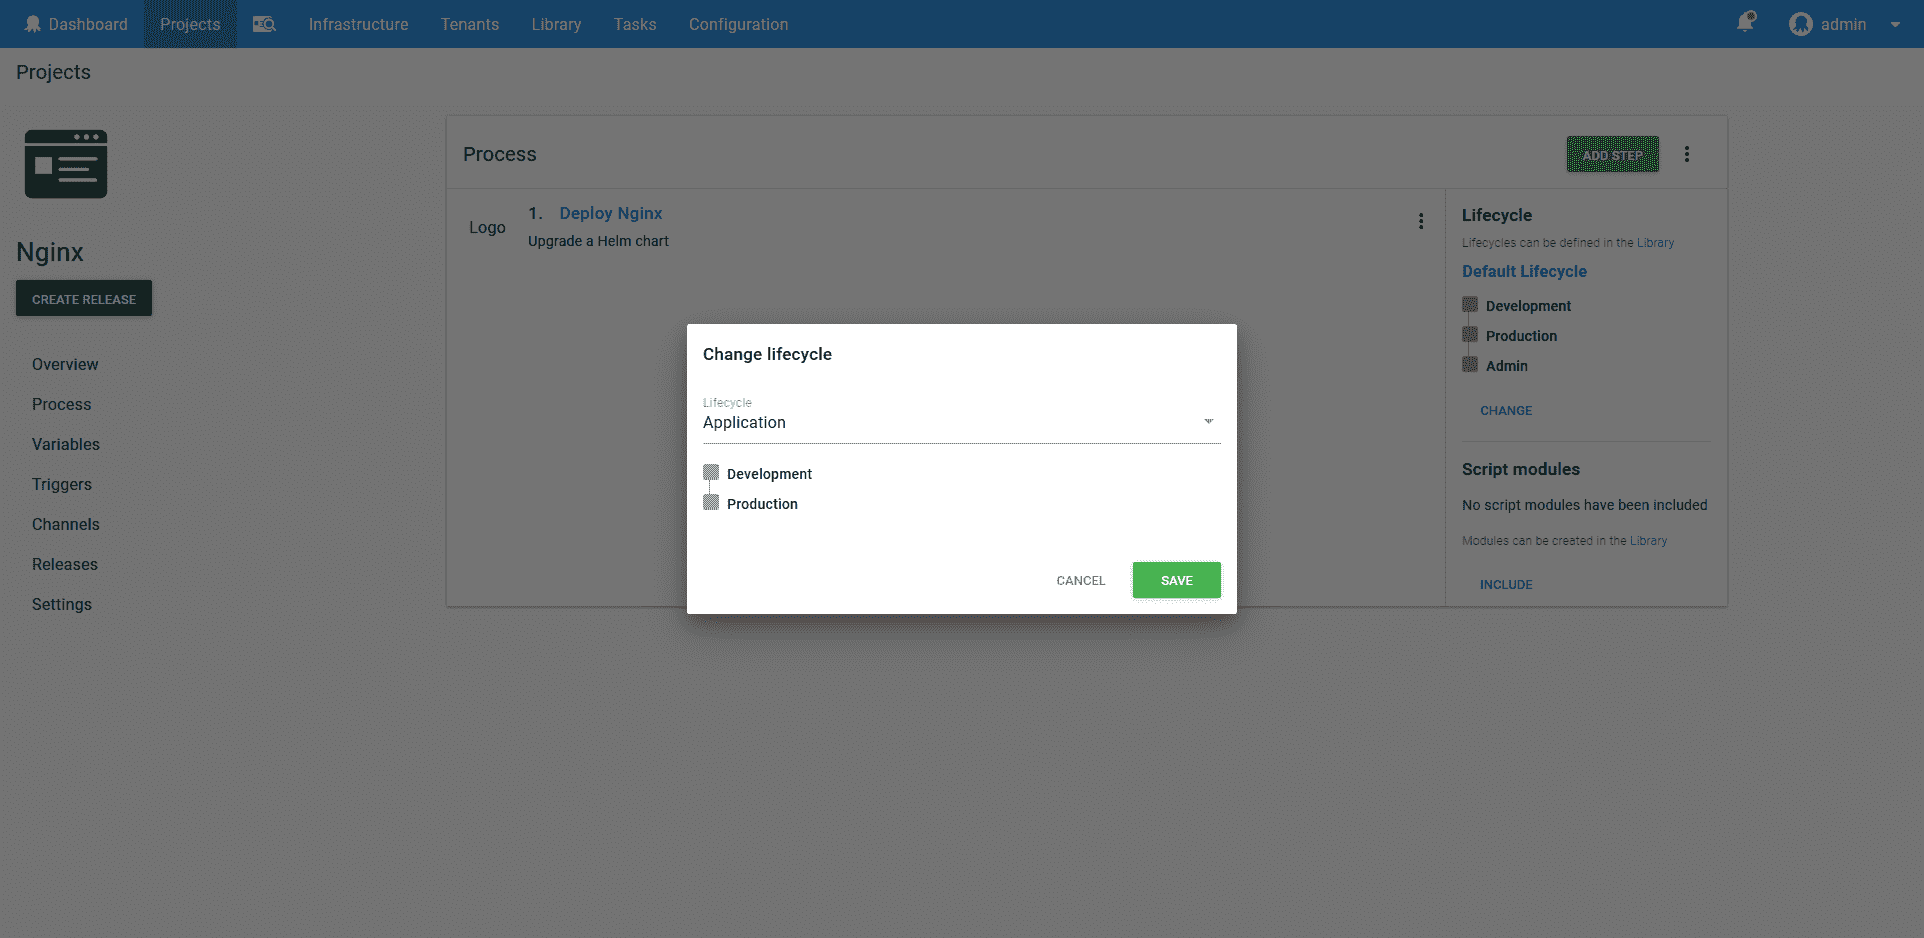 Dashboard Projects Infrastructure Tenants Library Tasks Configuration admin
Projects
Nginx
CREATE RELEASE
Overview
Process
Variables
Triggers
Channels
Releases
Settings
Process
ADD STEP
Logo
1. Deploy Nginx
Upgrade a Helm chart
Lifecycle
Lifecycles can be defined in the Library
Default Lifecycle
Development
Production
Admin
CHANGE
Script modules
No script modules have been included
Modules can be created in the Library
INCLUDE
Change lifecycle
Lifecycle
Application
Development
Production
CANCEL SAVE